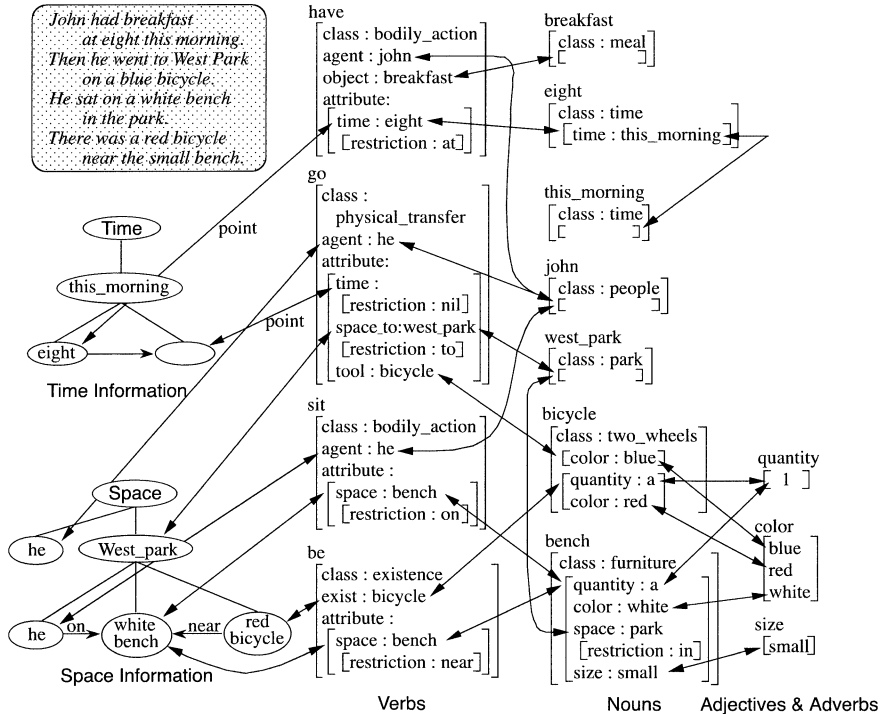 John had breakfast
at eight this morning.
Then he went to West Park
on a blue bicycle.
He sat on a white bench
in the park.
There was a red bicycle
near the small bench.
Time
this_morning
eight
point
point
Time Information
Space
he
West_park
he
on
white
bench
near
red
bicycle
Space Information
have
class : bodily_action
agent : john
object : breakfast
attribute:
time : eight
[restriction : at]
go
class :
physical_transfer
agent : he
attribute:
time :
[restriction : nil]
space_to:west_park
[restriction : to]
tool : bicycle
sit
class : bodily_action
agent : he
attribute :
space : bench
[restriction : on]
be
class : existence
exist : bicycle
attribute :
space : bench
[restriction : near]
Verbs
breakfast
class : meal
[ ]
eight
class : time
[time : this_morning]
this_morning
class : time
[ ]
john
class : people
[ ]
west_park
class : park
[ ]
bicycle
class : two_wheels
[color : blue]
quantity : a
color : red
bench
class : furniture
quantity : a
color : white
space : park
[restriction : in]
size : small
Nouns
quantity
[ 1 ]
color
blue
red
white
size
[small]
Adjectives & Adverbs